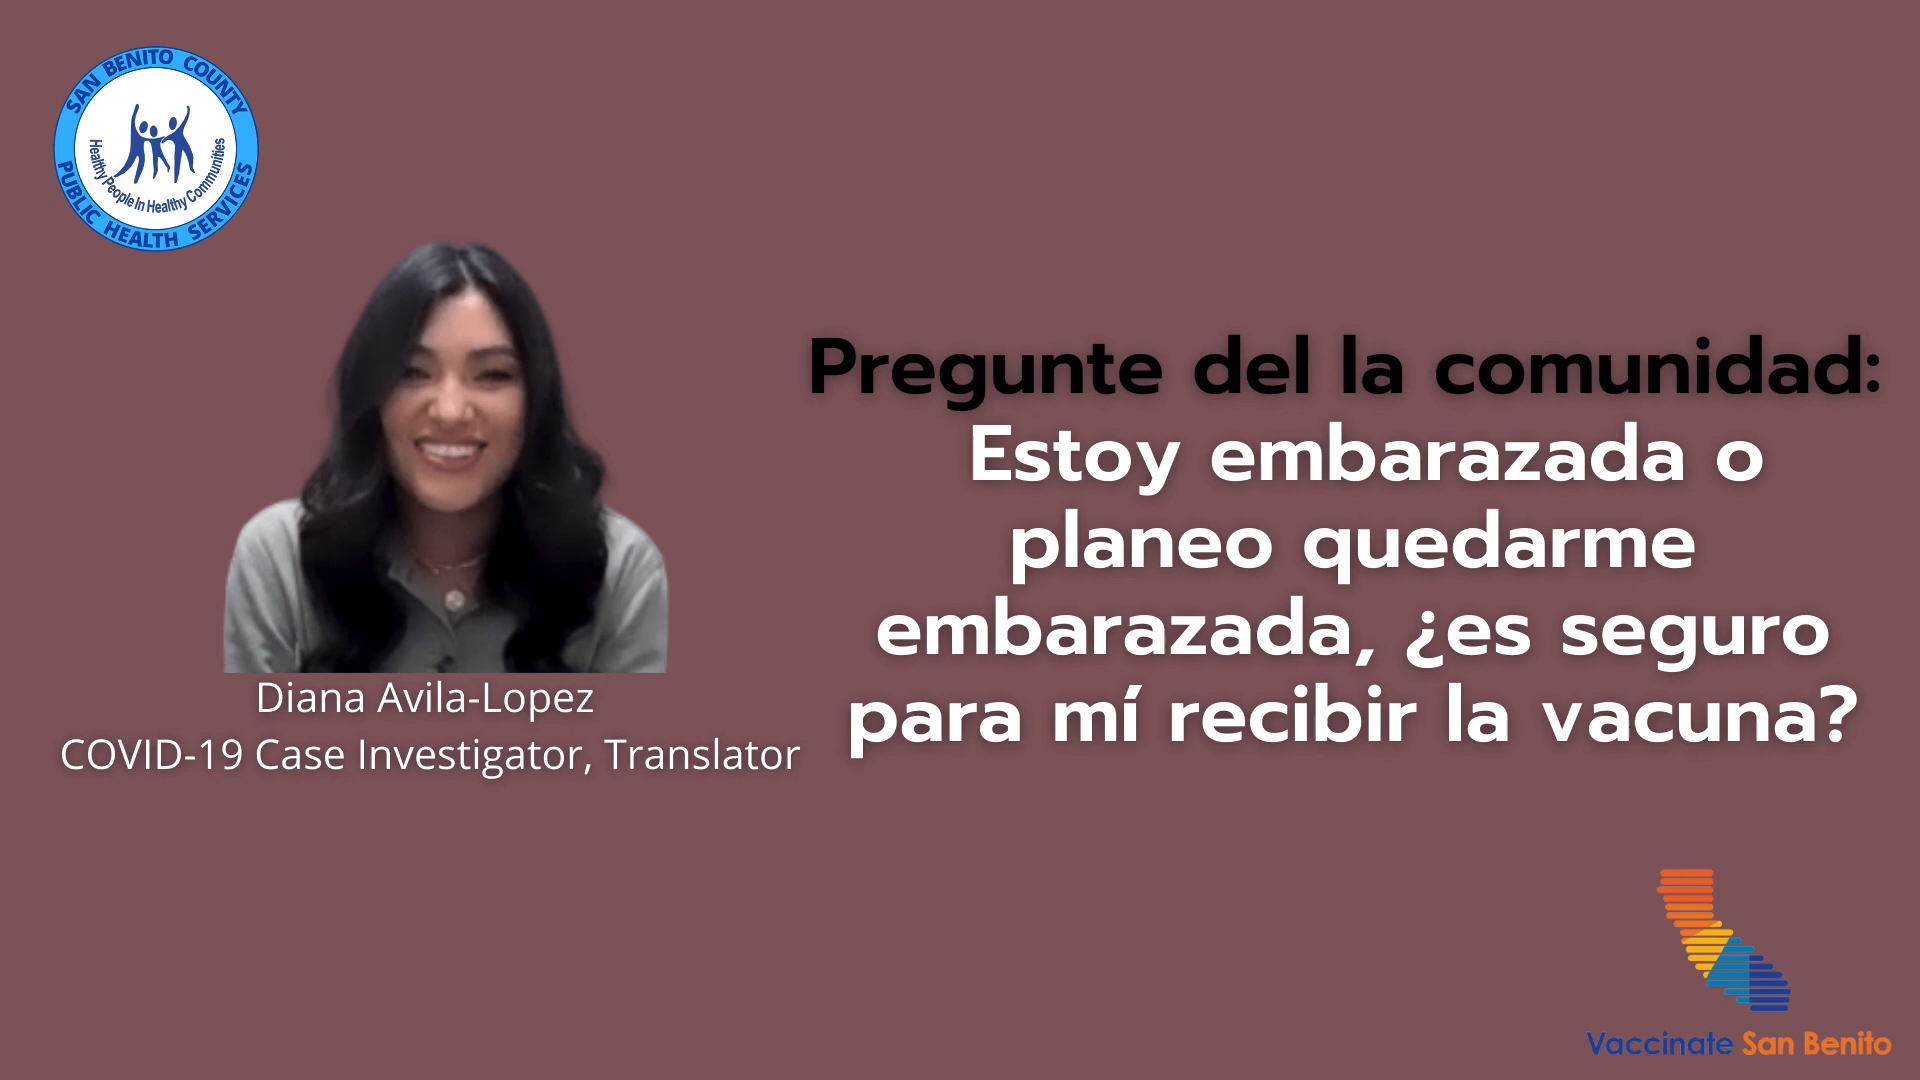 SAN BENITO COUNTY
Healthy People In Healthy Communities
PUBLIC HEALTH SERVICES
Diana Avila-Lopez
COVID-19 Case Investigator, Translator
Pregunte del la comunidad:
Estoy embarazada o
planeo quedarme
embarazada, ¿es seguro
para mí recibir la vacuna?
Vaccinate San Benito